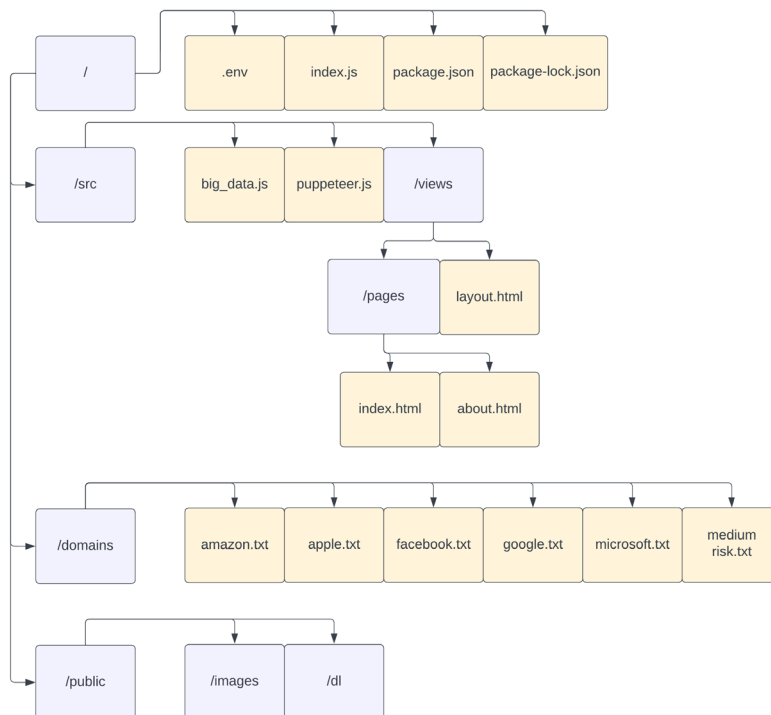 /
.env
index.js
package.json
package-lock.json
/src
big_data.js
puppeteer.js
/views
/pages
layout.html
index.html
about.html
/domains
amazon.txt
apple.txt
facebook.txt
google.txt
microsoft.txt
medium
risk.txt
/public
/images
/dl